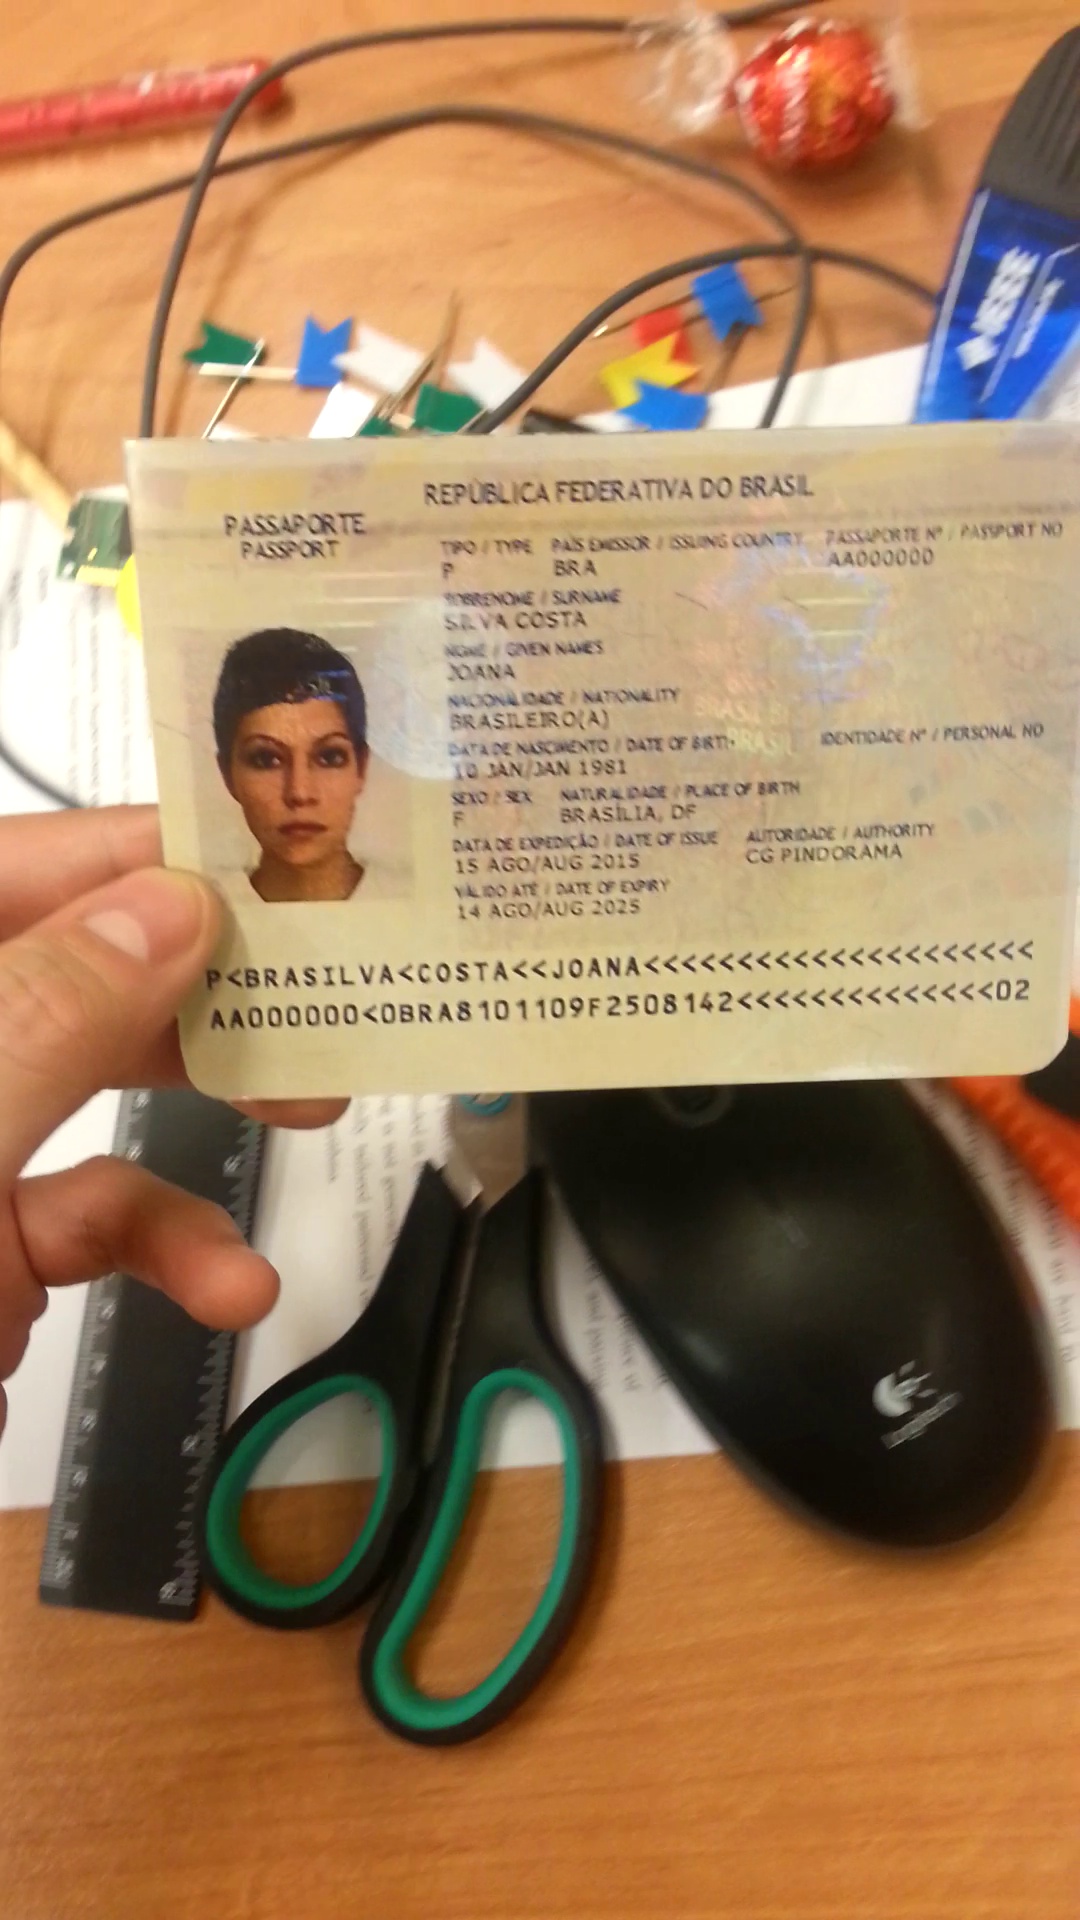 REPÚBLICA FEDERATIVA DO BRASIL
PASSAPORTE
PASSPORT
TIPO / TYPE PAÍS EMISSOR / ISSUING COUNTRY PASSAPORTE Nº / PASSPORT NO
P BRA AA000000
SOBRENOME / SURNAME
SILVA COSTA
NOME / GIVEN NAMES
JOANA
NACIONALIDADE / NATIONALITY
BRASILEIRO(A)
DATA DE NASCIMENTO / DATE OF BIRTH IDENTIDADE Nº / PERSONAL NO
10 JAN/JAN 1981
SEXO / SEX NATURALIDADE / PLACE OF BIRTH
F BRASÍLIA, DF
DATA DE EXPEDIÇÃO / DATE OF ISSUE AUTORIDADE / AUTHORITY
15 AGO/AUG 2015 CG PINDORAMA
VÁLIDO ATÉ / DATE OF EXPIRY
14 AGO/AUG 2025
P<BRASILVA<COSTA<<JOANA<<<<<<<<<<<<<<<<<<<<<
AA000000<0BRA8101109F2508142<<<<<<<<<<<<<<02
BRASIL
BRASIL
Logitech